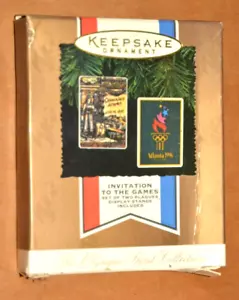 KEEPSAKE
ORNAMENT
Atlanta 1996
INVITATION
TO THE GAMES
SET OF TWO PLAQUES
DISPLAY STANDS
INCLUDED